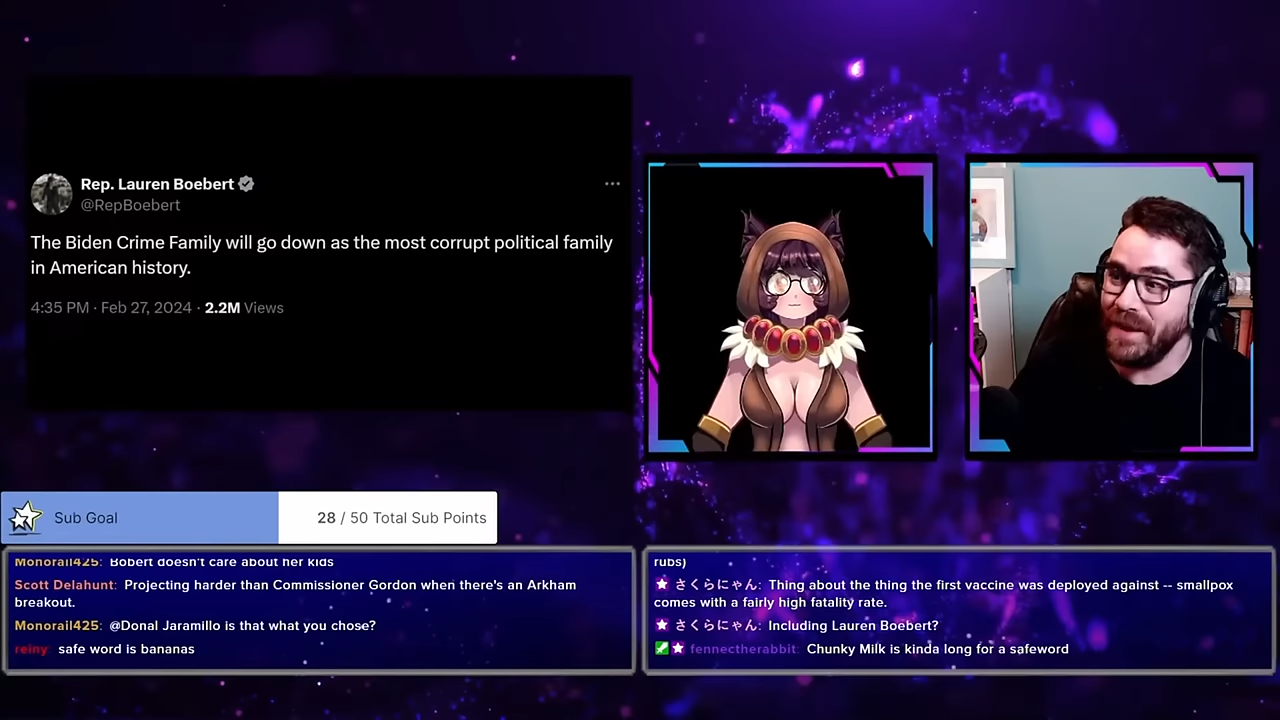 Rep. Lauren Boebert
@RepBoebert
The Biden Crime Family will go down as the most corrupt political family
in American history.
4:35 PM · Feb 27, 2024 · 2.2M Views
Sub Goal
28 / 50 Total Sub Points
Monorail425: Bobert doesn't care about her kids
Scott Delahunt: Projecting harder than Commissioner Gordon when there's an Arkham
breakout.
Monorail425: @Donal Jaramillo is that what you chose?
reiny: safe word is bananas
rubs)
さくらにゃん: Thing about the thing the first vaccine was deployed against -- smallpox
comes with a fairly high fatality rate.
さくらにゃん: Including Lauren Boebert?
fennectherabbit: Chunky Milk is kinda long for a safeword